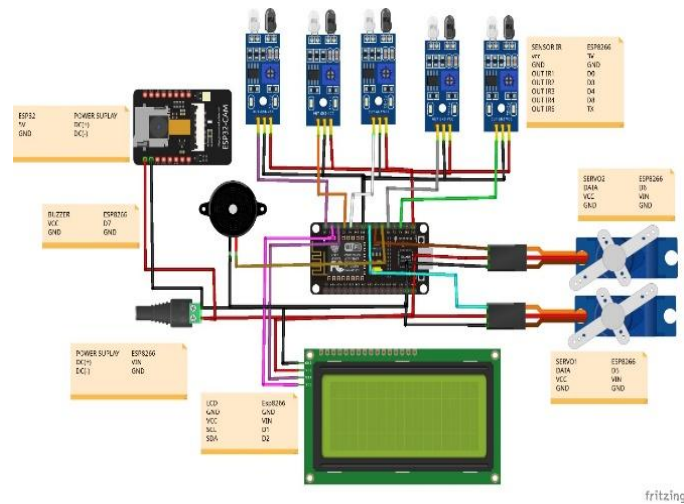 SENSOR IR ESP8266
GND GND
OUT IR1 D0
OUT IR2 D3
OUT IR3 D4
OUT IR4 D8
OUT IR5 TX
ESP32 POWER SUPLAY
5V DC(+)
GND DC(-)
ESP32-CAM
BUZZER ESP8266
VCC D7
GND GND
SERVO2 ESP8266
DATA D6
VCC VIN
GND GND
POWER SUPLAY ESP8266
DC(+) VIN
DC(-) GND
SERVO1 ESP8266
DATA D5
VCC VIN
GND GND
LCD Esp8266
GND GND
VCC VIN
SCL D1
SDA D2
fritzing